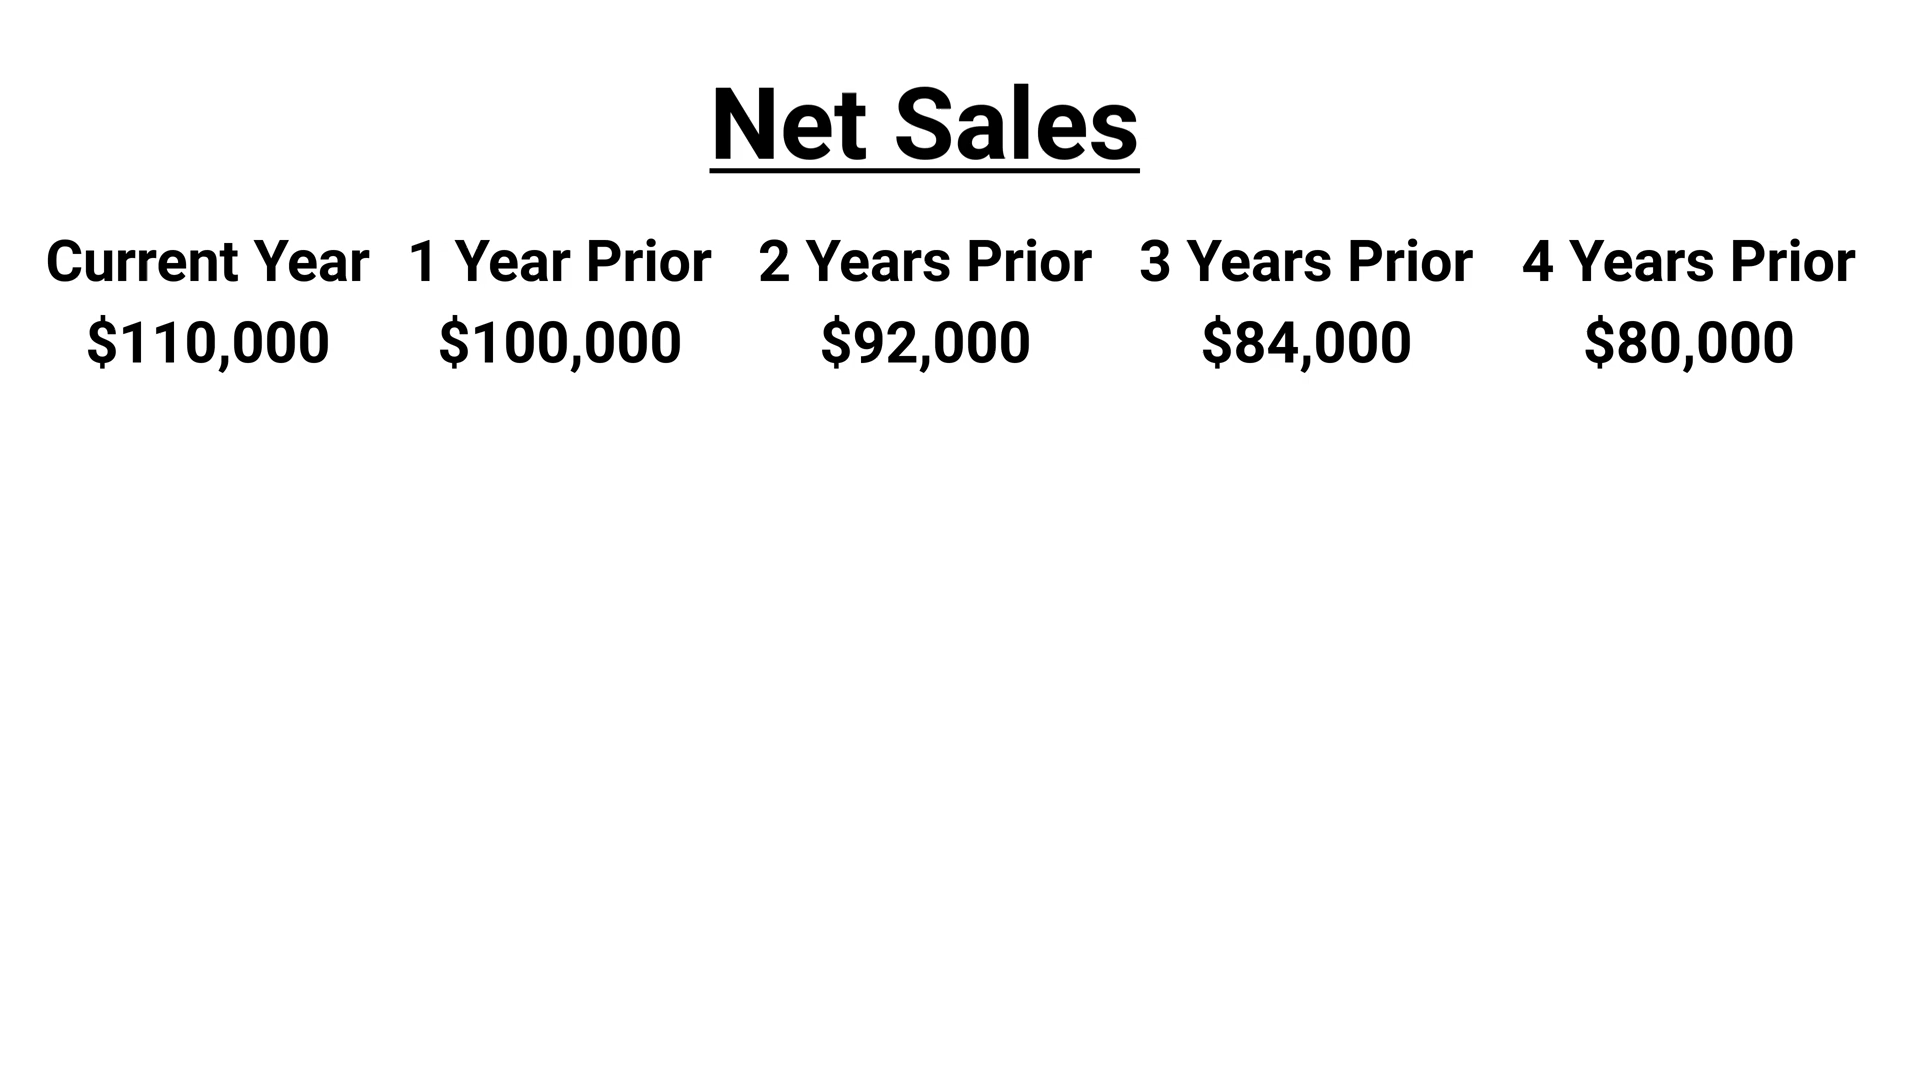 Net Sales
Current Year 1 Year Prior 2 Years Prior 3 Years Prior 4 Years Prior
$110,000 $100,000 $92,000 $84,000 $80,000